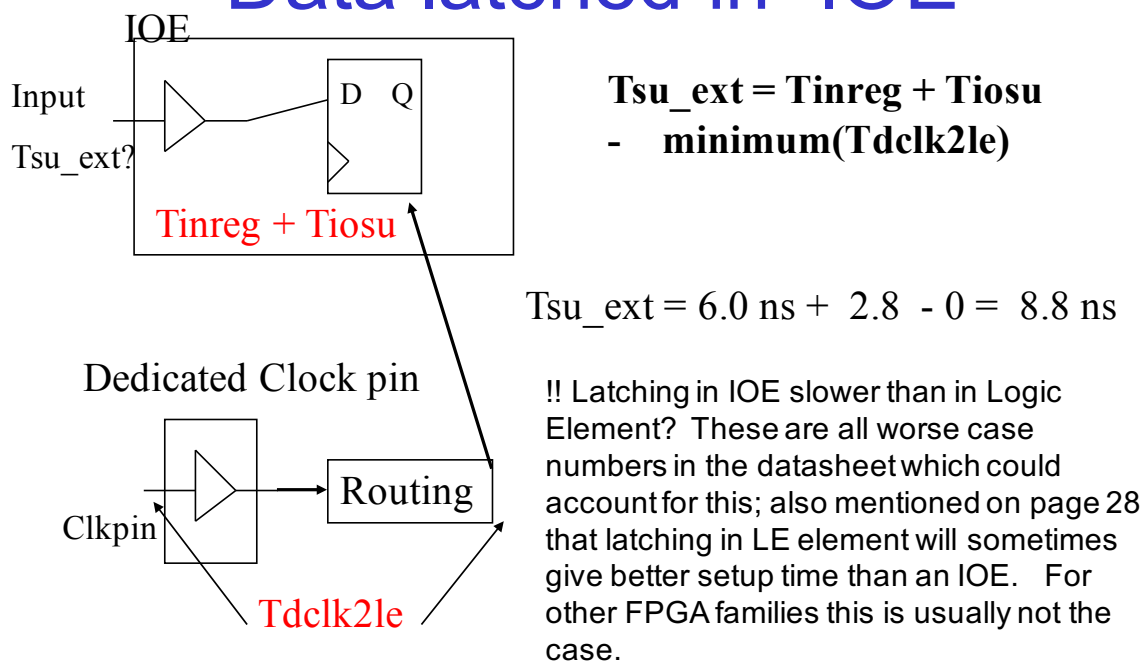 Data latched in IOE
IOE
Input
Tsu_ext?
D Q
Tinreg + Tiosu
Tsu_ext = Tinreg + Tiosu
- minimum(Tdclk2le)
Tsu_ext = 6.0 ns + 2.8 - 0 = 8.8 ns
Dedicated Clock pin
Clkpin
Routing
Tdclk2le
!! Latching in IOE slower than in Logic
Element? These are all worse case
numbers in the datasheet which could
account for this; also mentioned on page 28
that latching in LE element will sometimes
give better setup time than an IOE. For
other FPGA families this is usually not the
case.